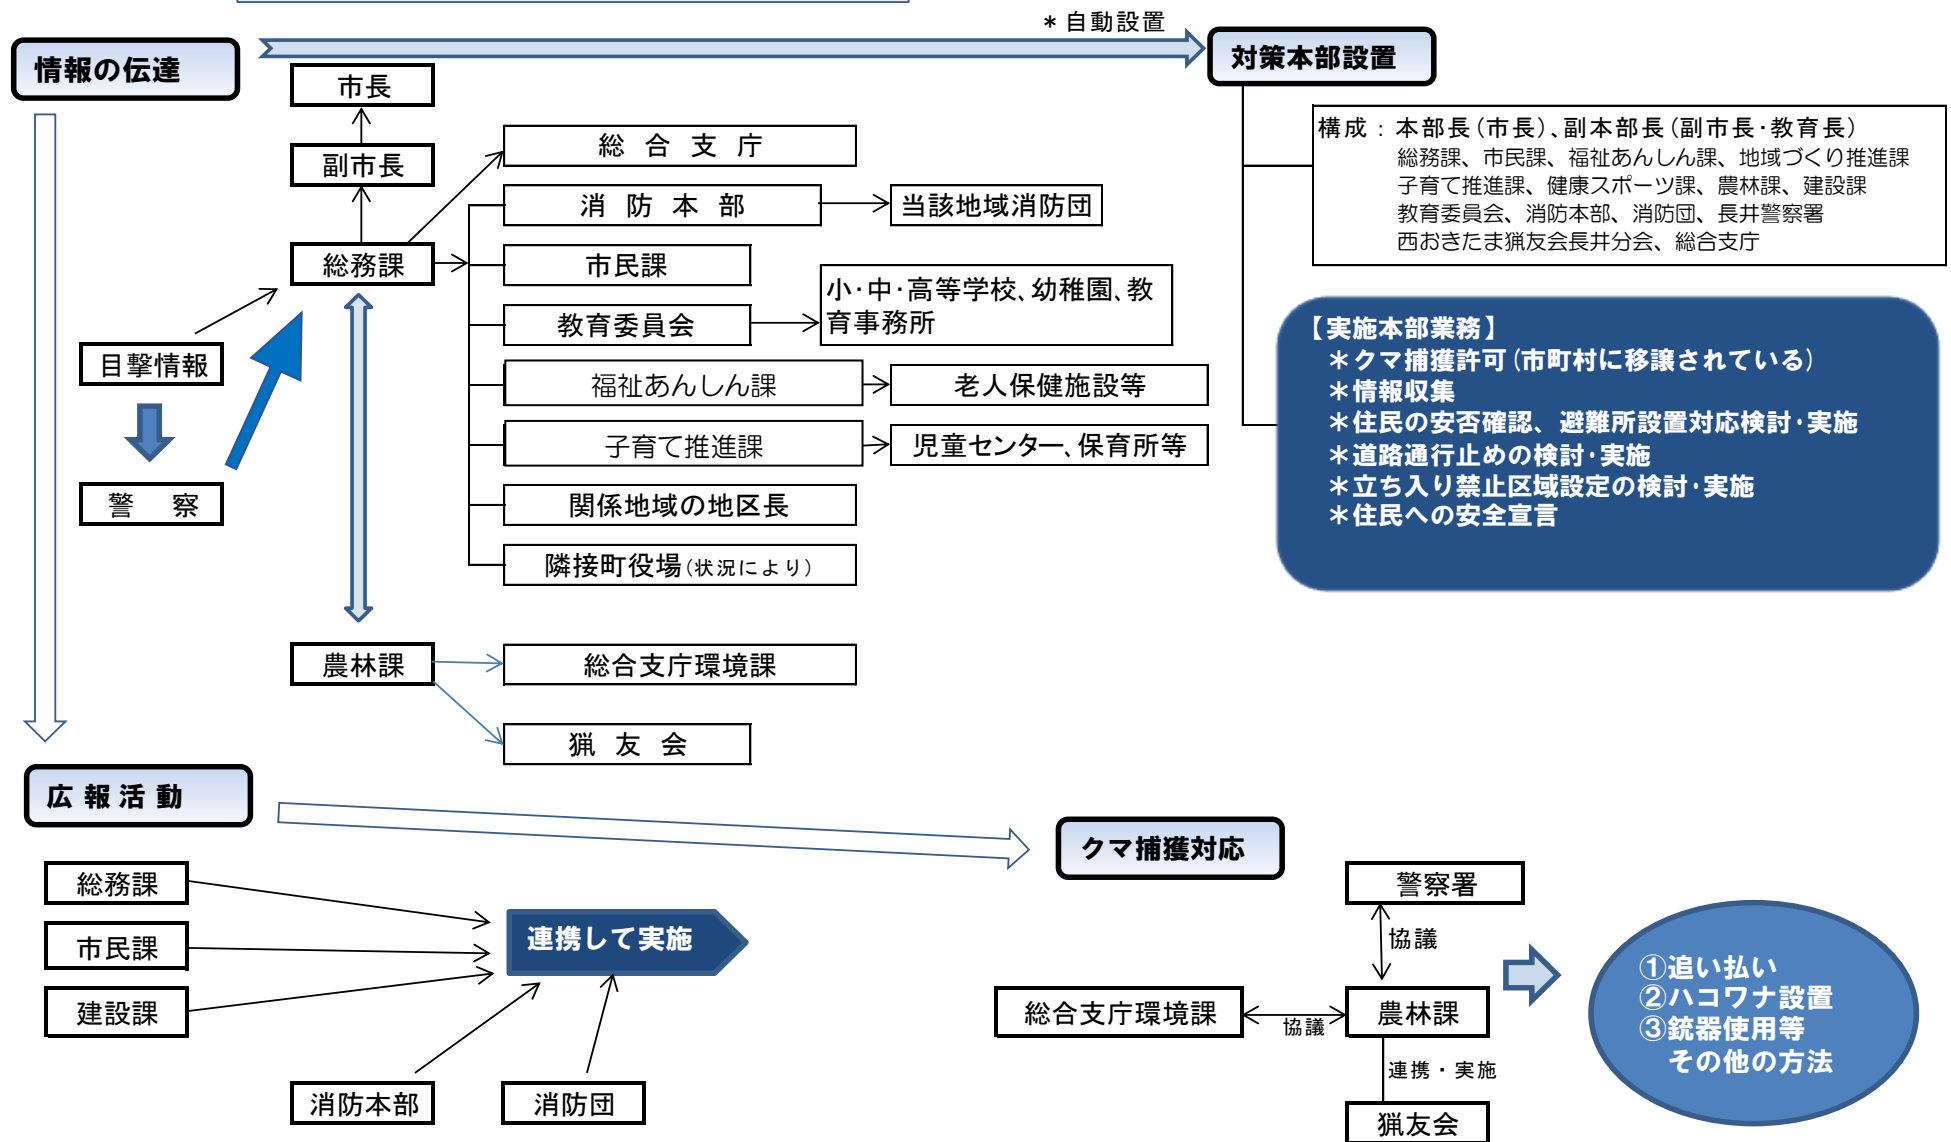 ＊自動設置
情報の伝達
対策本部設置
市長
構成：本部長(市長)、副本部長(副市長・教育長)
総務課、市民課、福祉あんしん課、地域づくり推進課
子育て推進課、健康スポーツ課、農林課、建設課
教育委員会、消防本部、消防団、長井警察署
西おきたま猟友会長井分会、総合支庁
総合支庁
副市長
消防本部
当該地域消防団
総務課
市民課
小・中・高等学校、幼稚園、教
育事務所
教育委員会
目撃情報
福祉あんしん課
老人保健施設等
子育て推進課
児童センター、保育所等
警察
関係地域の地区長
隣接町役場(状況により)
【実施本部業務】
＊クマ捕獲許可(市町村に移譲されている)
＊情報収集
＊住民の安否確認、避難所設置対応検討・実施
＊道路通行止めの検討・実施
＊立ち入り禁止区域設定の検討・実施
＊住民への安全宣言
農林課
総合支庁環境課
猟友会
広報活動
クマ捕獲対応
総務課
市民課
建設課
連携して実施
消防本部
消防団
警察署
協議
総合支庁環境課
協議
農林課
連携・実施
猟友会
①追い払い
②ハコワナ設置
③銃器使用等
その他の方法